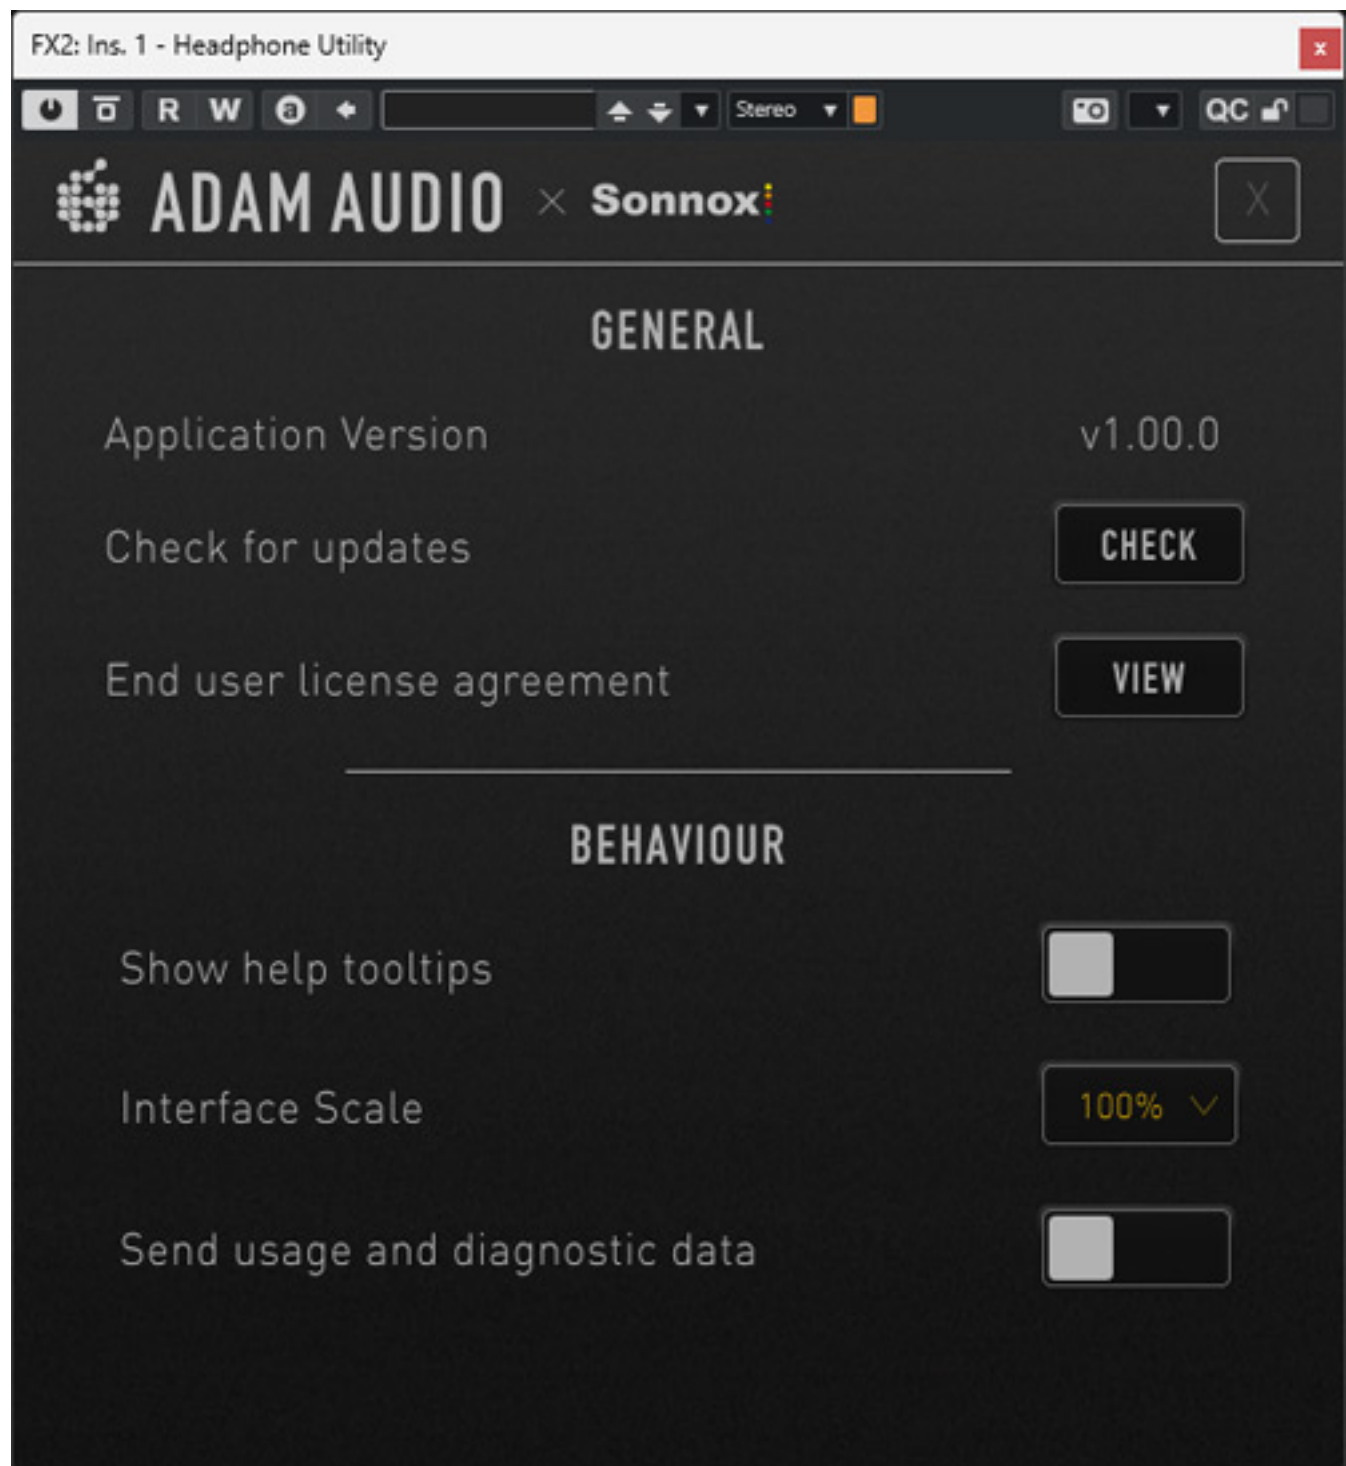 FX2: Ins. 1 - Headphone Utility
x
R W a Stereo QC
ADAM AUDIO × Sonnox
X
GENERAL
Application Version v1.00.0
Check for updates CHECK
End user license agreement VIEW
BEHAVIOUR
Show help tooltips
Interface Scale 100%
Send usage and diagnostic data